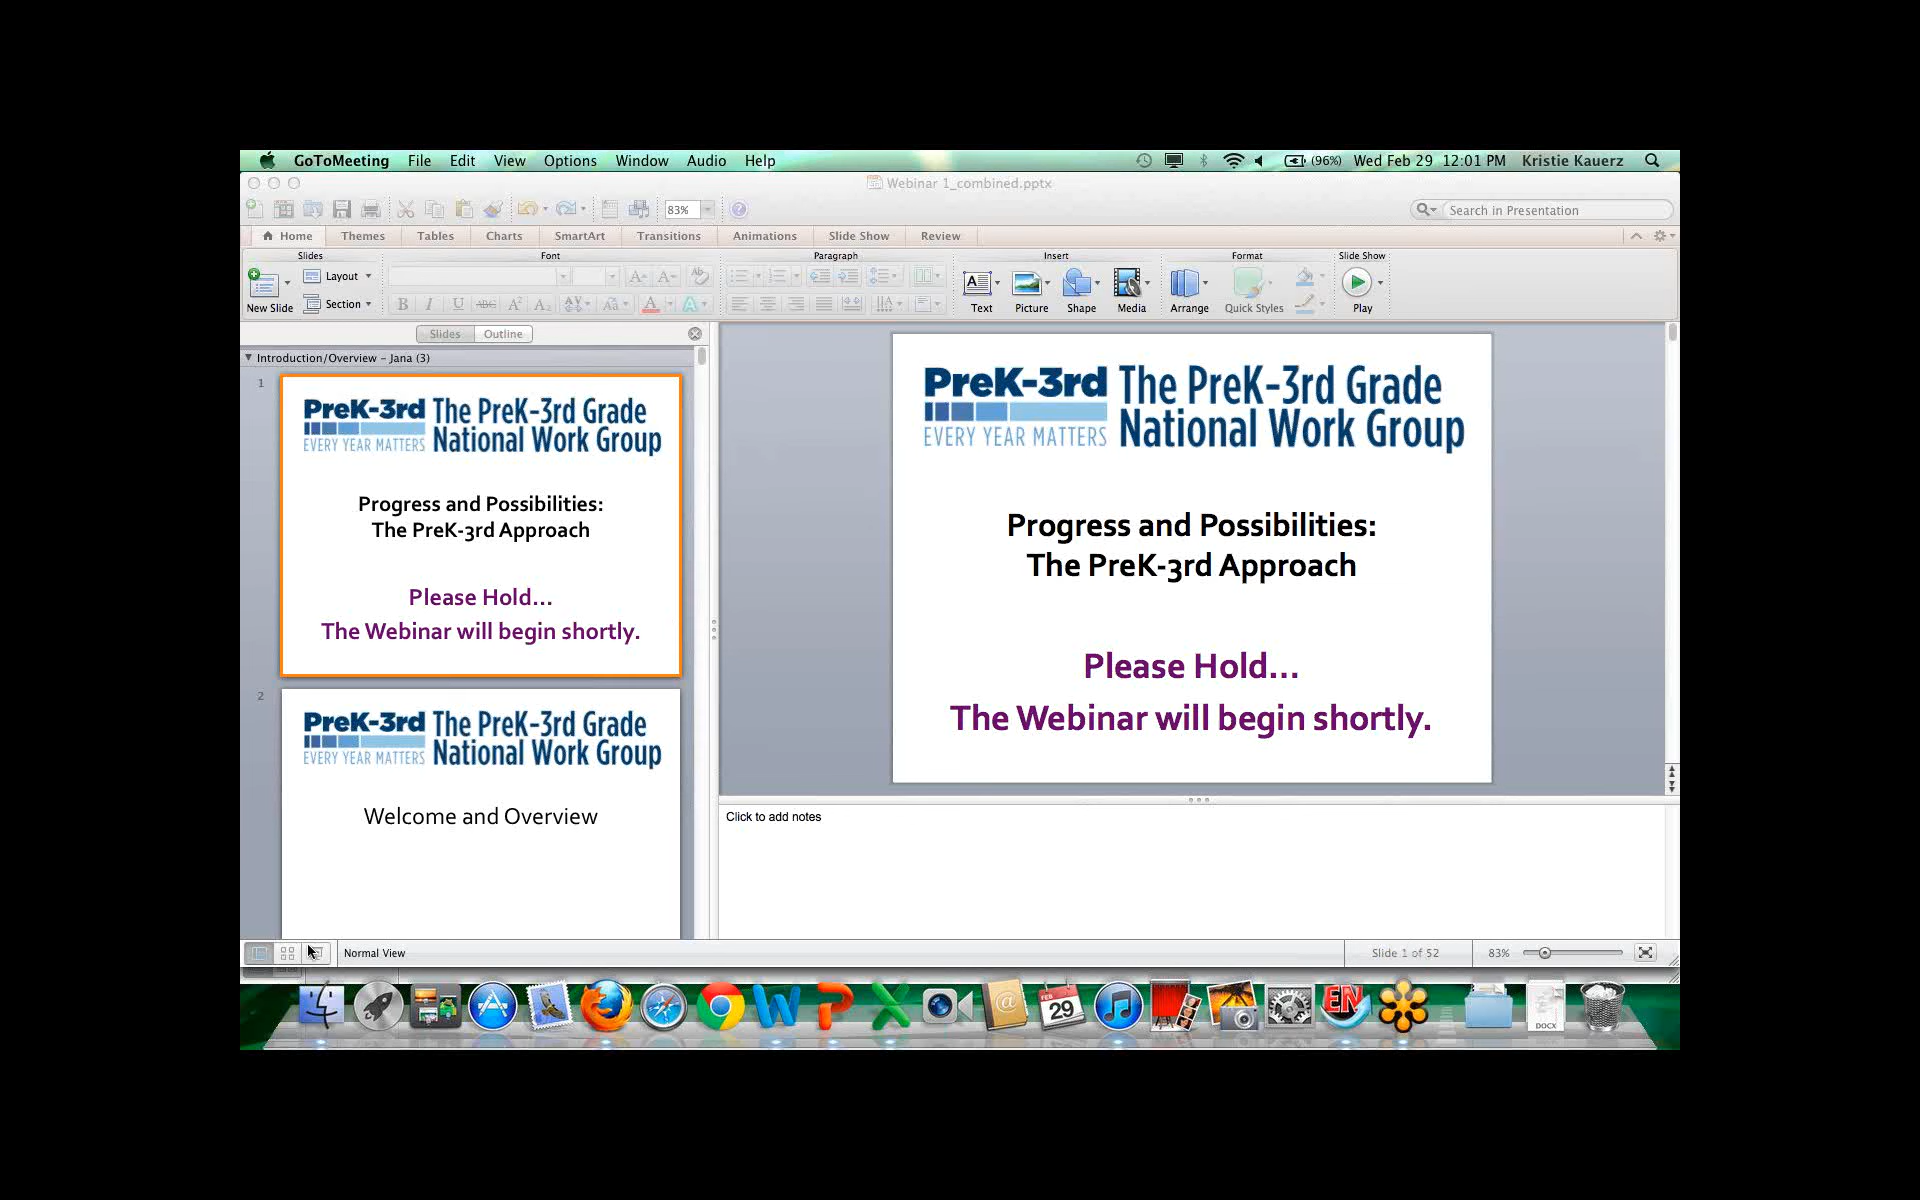 GoToMeeting File Edit View Options Window Audio Help (96%) Wed Feb 29 12:01 PM Kristie Kauerz
Webinar 1_combined.pptx
83% Search in Presentation
Home Themes Tables Charts SmartArt Transitions Animations Slide Show Review
Slides Font Paragraph Insert Format Slide Show
New Slide Layout Section
B I U ABC
Text Picture Shape Media Arrange Quick Styles Play
Slides Outline
Introduction/Overview – Jana (3)
1
PreK-3rd The PreK-3rd Grade
EVERY YEAR MATTERS National Work Group
Progress and Possibilities:
The PreK-3rd Approach
Please Hold...
The Webinar will begin shortly.
2
PreK-3rd The PreK-3rd Grade
EVERY YEAR MATTERS National Work Group
Welcome and Overview
PreK-3rd The PreK-3rd Grade
EVERY YEAR MATTERS National Work Group
Progress and Possibilities:
The PreK-3rd Approach
Please Hold...
The Webinar will begin shortly.
Click to add notes
Normal View Slide 1 of 52 83%
FEB
29
EN
DOCX